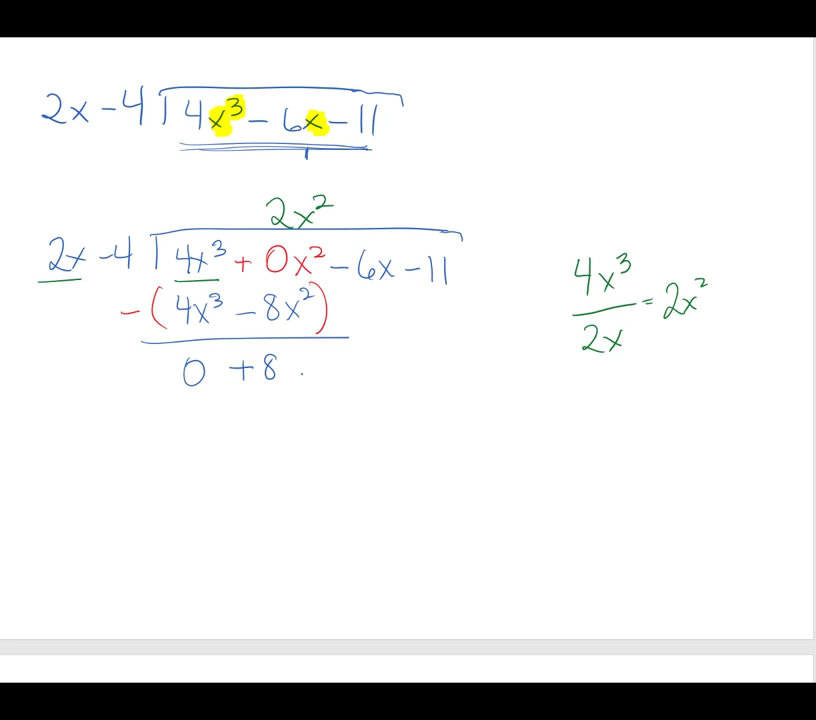 2x - 4 4x³ - 6x - 11
2x²
2x - 4 4x³ + 0x² - 6x - 11
- (4x³ - 8x²)
0 + 8
4x³
2x
= 2x²